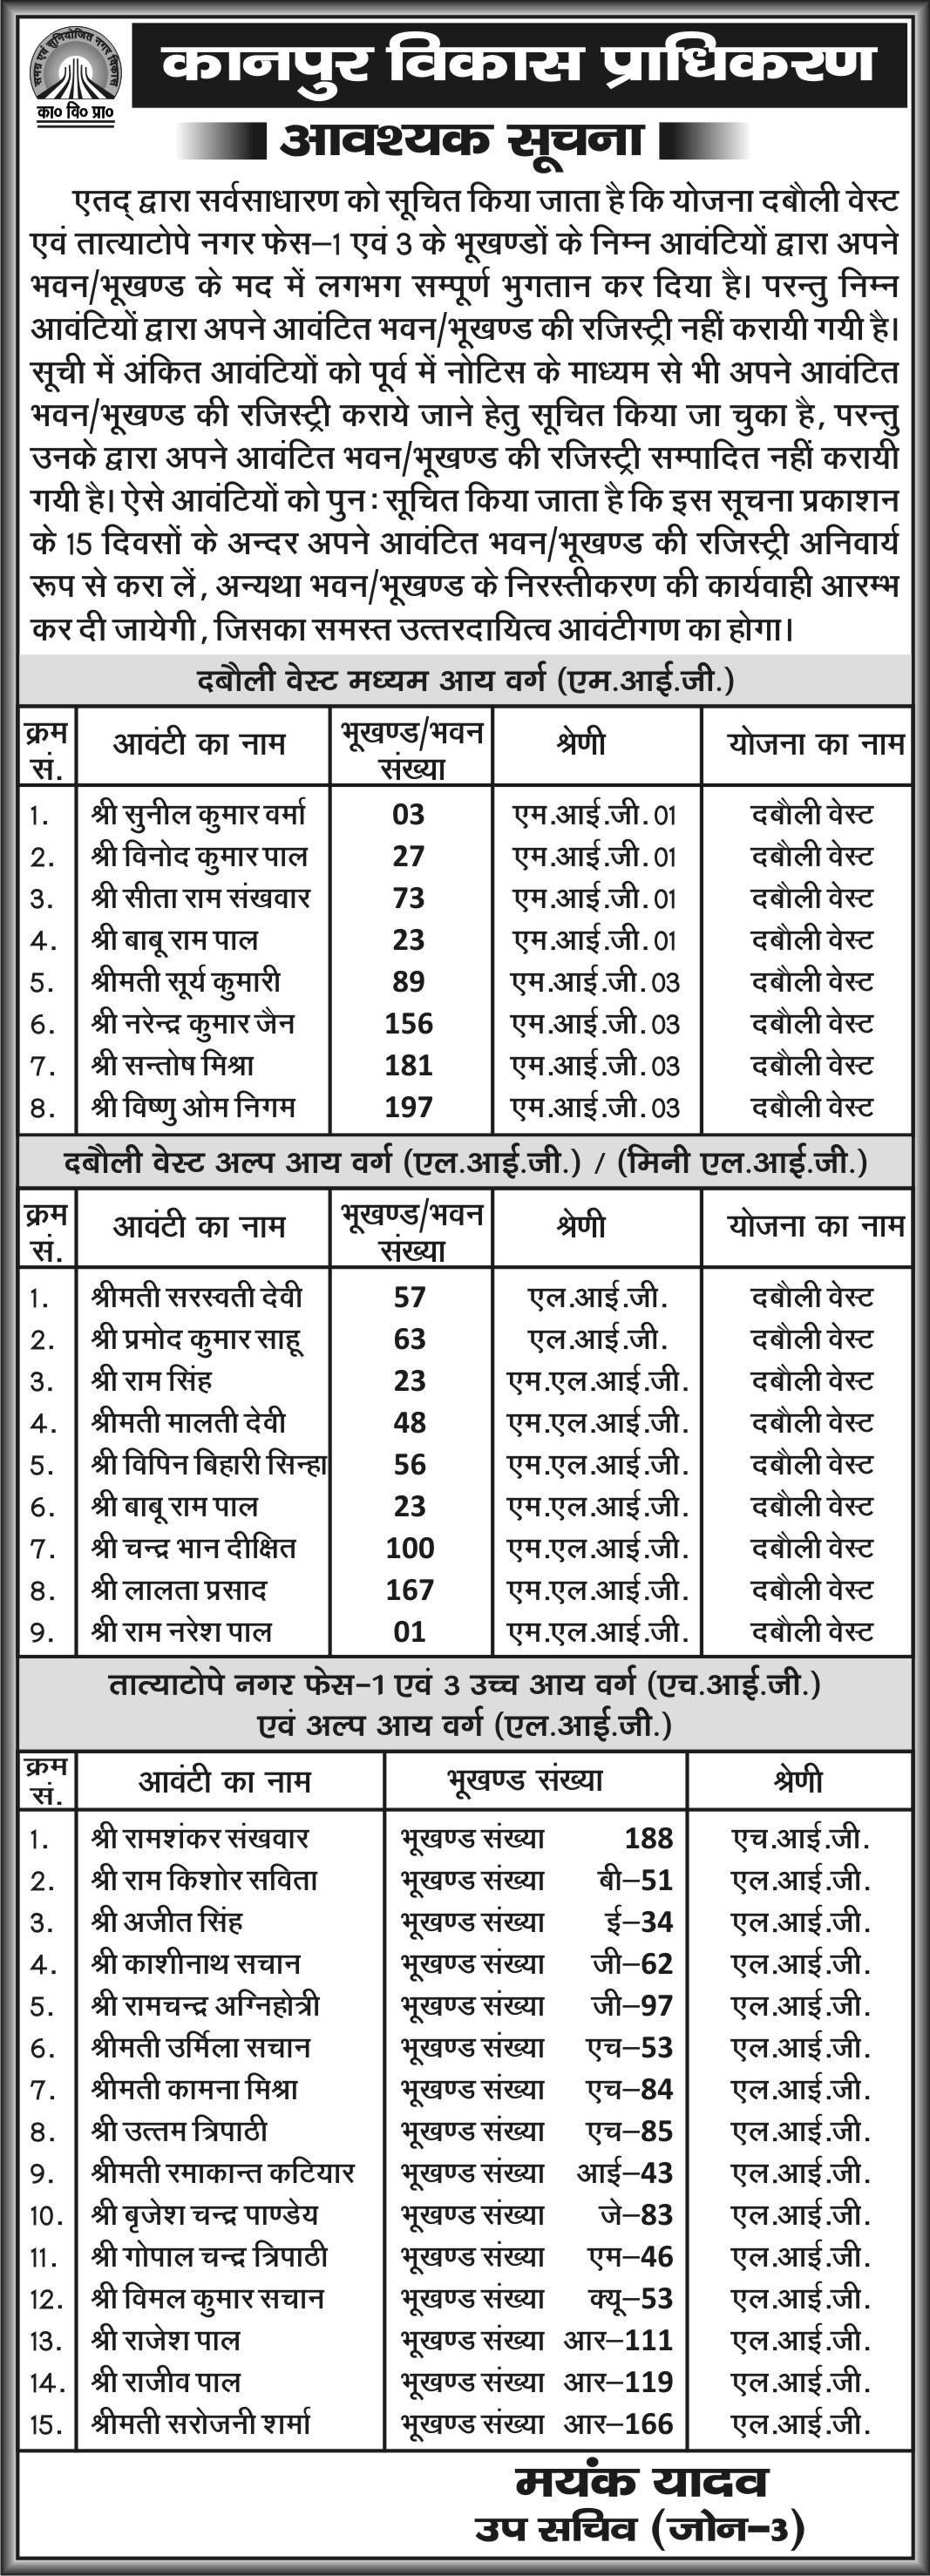 समग्र एवं सुनियोजित नगर विकास
का० वि० प्रा०
कानपुर विकास प्राधिकरण
आवश्यक सूचना
एतद् द्वारा सर्वसाधारण को सूचित किया जाता है कि योजना दबौली वेस्ट
एवं तात्याटोपे नगर फेस–1 एवं 3 के भूखण्डों के निम्न आवंटियों द्वारा अपने
भवन/भूखण्ड के मद में लगभग सम्पूर्ण भुगतान कर दिया है। परन्तु निम्न
आवंटियों द्वारा अपने आवंटित भवन/भूखण्ड की रजिस्ट्री नहीं करायी गयी है।
सूची में अंकित आवंटियों को पूर्व में नोटिस के माध्यम से भी अपने आवंटित
भवन/भूखण्ड की रजिस्ट्री कराये जाने हेतु सूचित किया जा चुका है, परन्तु
उनके द्वारा अपने आवंटित भवन/भूखण्ड की रजिस्ट्री सम्पादित नहीं करायी
गयी है। ऐसे आवंटियों को पुन: सूचित किया जाता है कि इस सूचना प्रकाशन
के 15 दिवसों के अन्दर अपने आवंटित भवन/भूखण्ड की रजिस्ट्री अनिवार्य
रूप से करा लें, अन्यथा भवन/भूखण्ड के निरस्तीकरण की कार्यवाही आरम्भ
कर दी जायेगी, जिसका समस्त उत्तरदायित्व आवंटीगण का होगा।
दबौली वेस्ट मध्यम आय वर्ग (एम.आई.जी.)
क्रम सं. आवंटी का नाम भूखण्ड/भवन संख्या श्रेणी योजना का नाम
1. श्री सुनील कुमार वर्मा 03 एम.आई.जी. 01 दबौली वेस्ट
2. श्री विनोद कुमार पाल 27 एम.आई.जी. 01 दबौली वेस्ट
3. श्री सीता राम संखवार 73 एम.आई.जी. 01 दबौली वेस्ट
4. श्री बाबू राम पाल 23 एम.आई.जी. 01 दबौली वेस्ट
5. श्रीमती सूर्य कुमारी 89 एम.आई.जी. 03 दबौली वेस्ट
6. श्री नरेन्द्र कुमार जैन 156 एम.आई.जी. 03 दबौली वेस्ट
7. श्री सन्तोष मिश्रा 181 एम.आई.जी. 03 दबौली वेस्ट
8. श्री विष्णु ओम निगम 197 एम.आई.जी. 03 दबौली वेस्ट
दबौली वेस्ट अल्प आय वर्ग (एल.आई.जी.) / (मिनी एल.आई.जी.)
क्रम सं. आवंटी का नाम भूखण्ड/भवन संख्या श्रेणी योजना का नाम
1. श्रीमती सरस्वती देवी 57 एल.आई.जी. दबौली वेस्ट
2. श्री प्रमोद कुमार साहू 63 एल.आई.जी. दबौली वेस्ट
3. श्री राम सिंह 23 एम.एल.आई.जी. दबौली वेस्ट
4. श्रीमती मालती देवी 48 एम.एल.आई.जी. दबौली वेस्ट
5. श्री विपिन बिहारी सिन्हा 56 एम.एल.आई.जी. दबौली वेस्ट
6. श्री बाबू राम पाल 23 एम.एल.आई.जी. दबौली वेस्ट
7. श्री चन्द्र भान दीक्षित 100 एम.एल.आई.जी. दबौली वेस्ट
8. श्री लालता प्रसाद 167 एम.एल.आई.जी. दबौली वेस्ट
9. श्री राम नरेश पाल 01 एम.एल.आई.जी. दबौली वेस्ट
तात्याटोपे नगर फेस–1 एवं 3 उच्च आय वर्ग (एच.आई.जी.)
एवं अल्प आय वर्ग (एल.आई.जी.)
क्रम सं. आवंटी का नाम भूखण्ड संख्या श्रेणी
1. श्री रामशंकर संखवार भूखण्ड संख्या 188 एच.आई.जी.
2. श्री राम किशोर सविता भूखण्ड संख्या बी–51 एल.आई.जी.
3. श्री अजीत सिंह भूखण्ड संख्या ई–34 एल.आई.जी.
4. श्री काशीनाथ सचान भूखण्ड संख्या जी–62 एल.आई.जी.
5. श्री रामचन्द्र अग्निहोत्री भूखण्ड संख्या जी–97 एल.आई.जी.
6. श्रीमती उर्मिला सचान भूखण्ड संख्या एच–53 एल.आई.जी.
7. श्रीमती कामना मिश्रा भूखण्ड संख्या एच–84 एल.आई.जी.
8. श्री उत्तम त्रिपाठी भूखण्ड संख्या एच–85 एल.आई.जी.
9. श्रीमती रमाकान्त कटियार भूखण्ड संख्या आई–43 एल.आई.जी.
10. श्री बृजेश चन्द्र पाण्डेय भूखण्ड संख्या जे–83 एल.आई.जी.
11. श्री गोपाल चन्द्र त्रिपाठी भूखण्ड संख्या एम–46 एल.आई.जी.
12. श्री विमल कुमार सचान भूखण्ड संख्या क्यू–53 एल.आई.जी.
13. श्री राजेश पाल भूखण्ड संख्या आर–111 एल.आई.जी.
14. श्री राजीव पाल भूखण्ड संख्या आर–119 एल.आई.जी.
15. श्रीमती सरोजनी शर्मा भूखण्ड संख्या आर–166 एल.आई.जी.
मयंक यादव
उप सचिव (जोन–3)